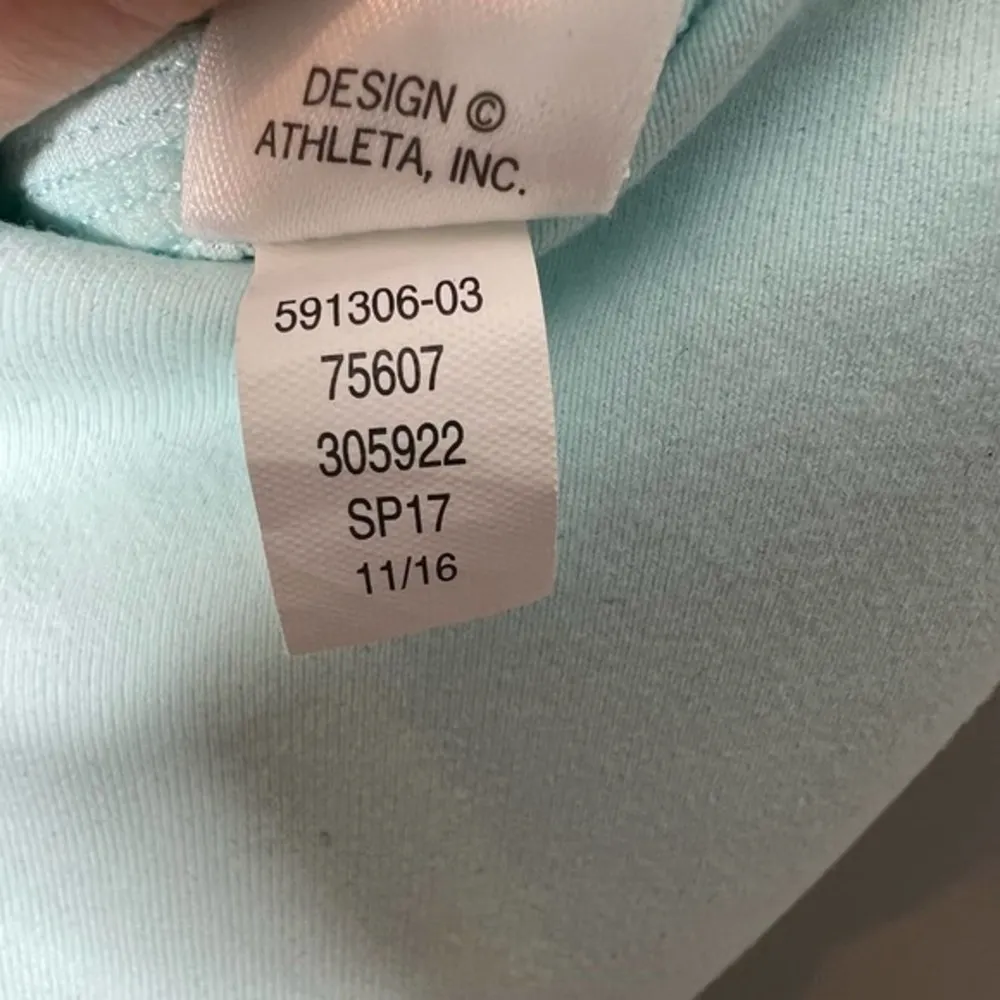 DESIGN ©
ATHLETA, INC.
591306-03
75607
305922
SP17
11/16